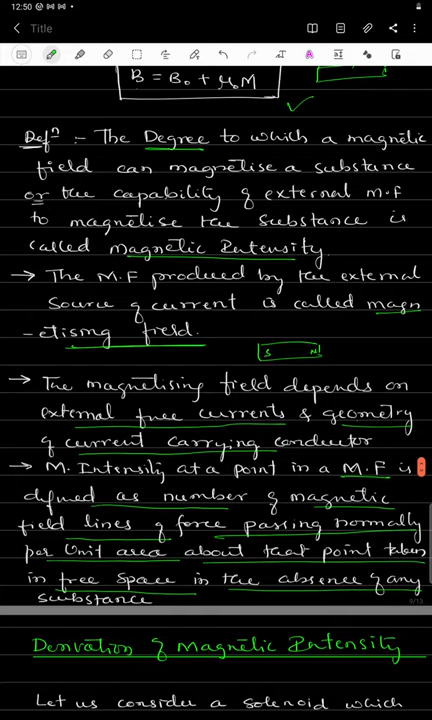 12:50
Title
B = B₀ + μ₀M
Defⁿ :- The Degree to which a magnetic
field can magnetise a substance
or the capability of external M.F
to magnetise the substance is
called Magnetic Intensity.
→ The M.F produced by the external
Source of current is called magn
-etising field.
S N
→ The magnetising field depends on
external free currents & geometry
of current carrying conductor
→ M. Intensity at a point in a M.F is
defined as number of magnetic
field lines of force passing normally
per Unit area about that point taken
in free space in the absence of any
substance
9/13
Derivation of Magnetic Intensity
Let us consider a solenoid which